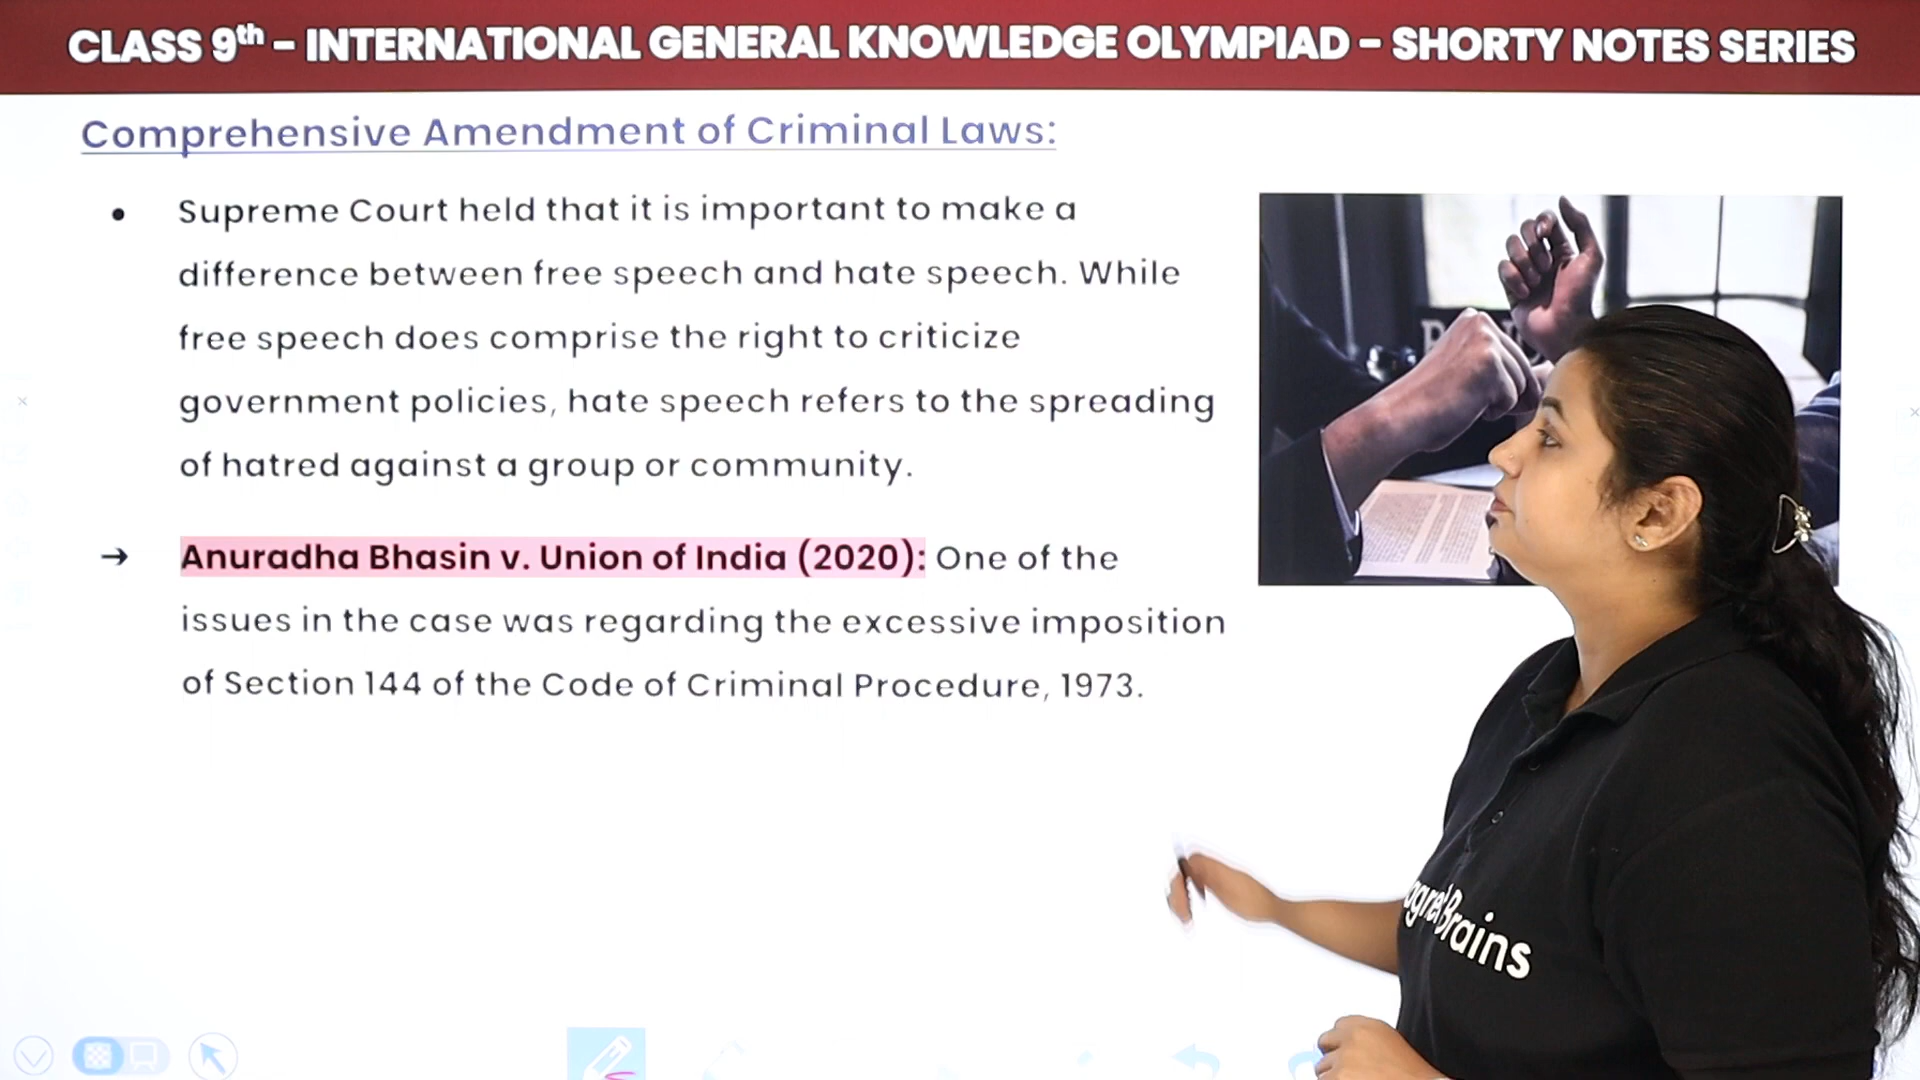 CLASS 9th - INTERNATIONAL GENERAL KNOWLEDGE OLYMPIAD - SHORTY NOTES SERIES
Comprehensive Amendment of Criminal Laws:
• Supreme Court held that it is important to make a
difference between free speech and hate speech. While
free speech does comprise the right to criticize
government policies, hate speech refers to the spreading
of hatred against a group or community.
→ Anuradha Bhasin v. Union of India (2020): One of the
issues in the case was regarding the excessive imposition
of Section 144 of the Code of Criminal Procedure, 1973.
Brains